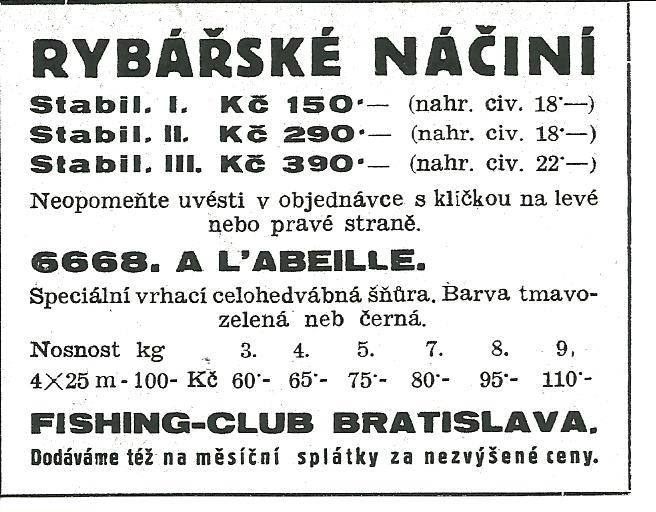 RYBÁŘSKÉ NÁČINÍ
Stabil. I. Kč 150·— (nahr. civ. 18·—)
Stabil. II. Kč 290·— (nahr. civ. 18·—)
Stabil. III. Kč 390·— (nahr. civ. 22·—)
Neopomeňte uvésti v objednávce s kličkou na levé
nebo pravé straně.
6668. A L'ABEILLE.
Speciální vrhací celohedvábná šňůra. Barva tmavo-
zelená neb černá.
Nosnost kg 3. 4. 5. 7. 8. 9.
4×25 m - 100- Kč 60·- 65·- 75·- 80·- 95·- 110·-
FISHING-CLUB BRATISLAVA.
Dodáváme též na měsíční splátky za nezvýšené ceny.